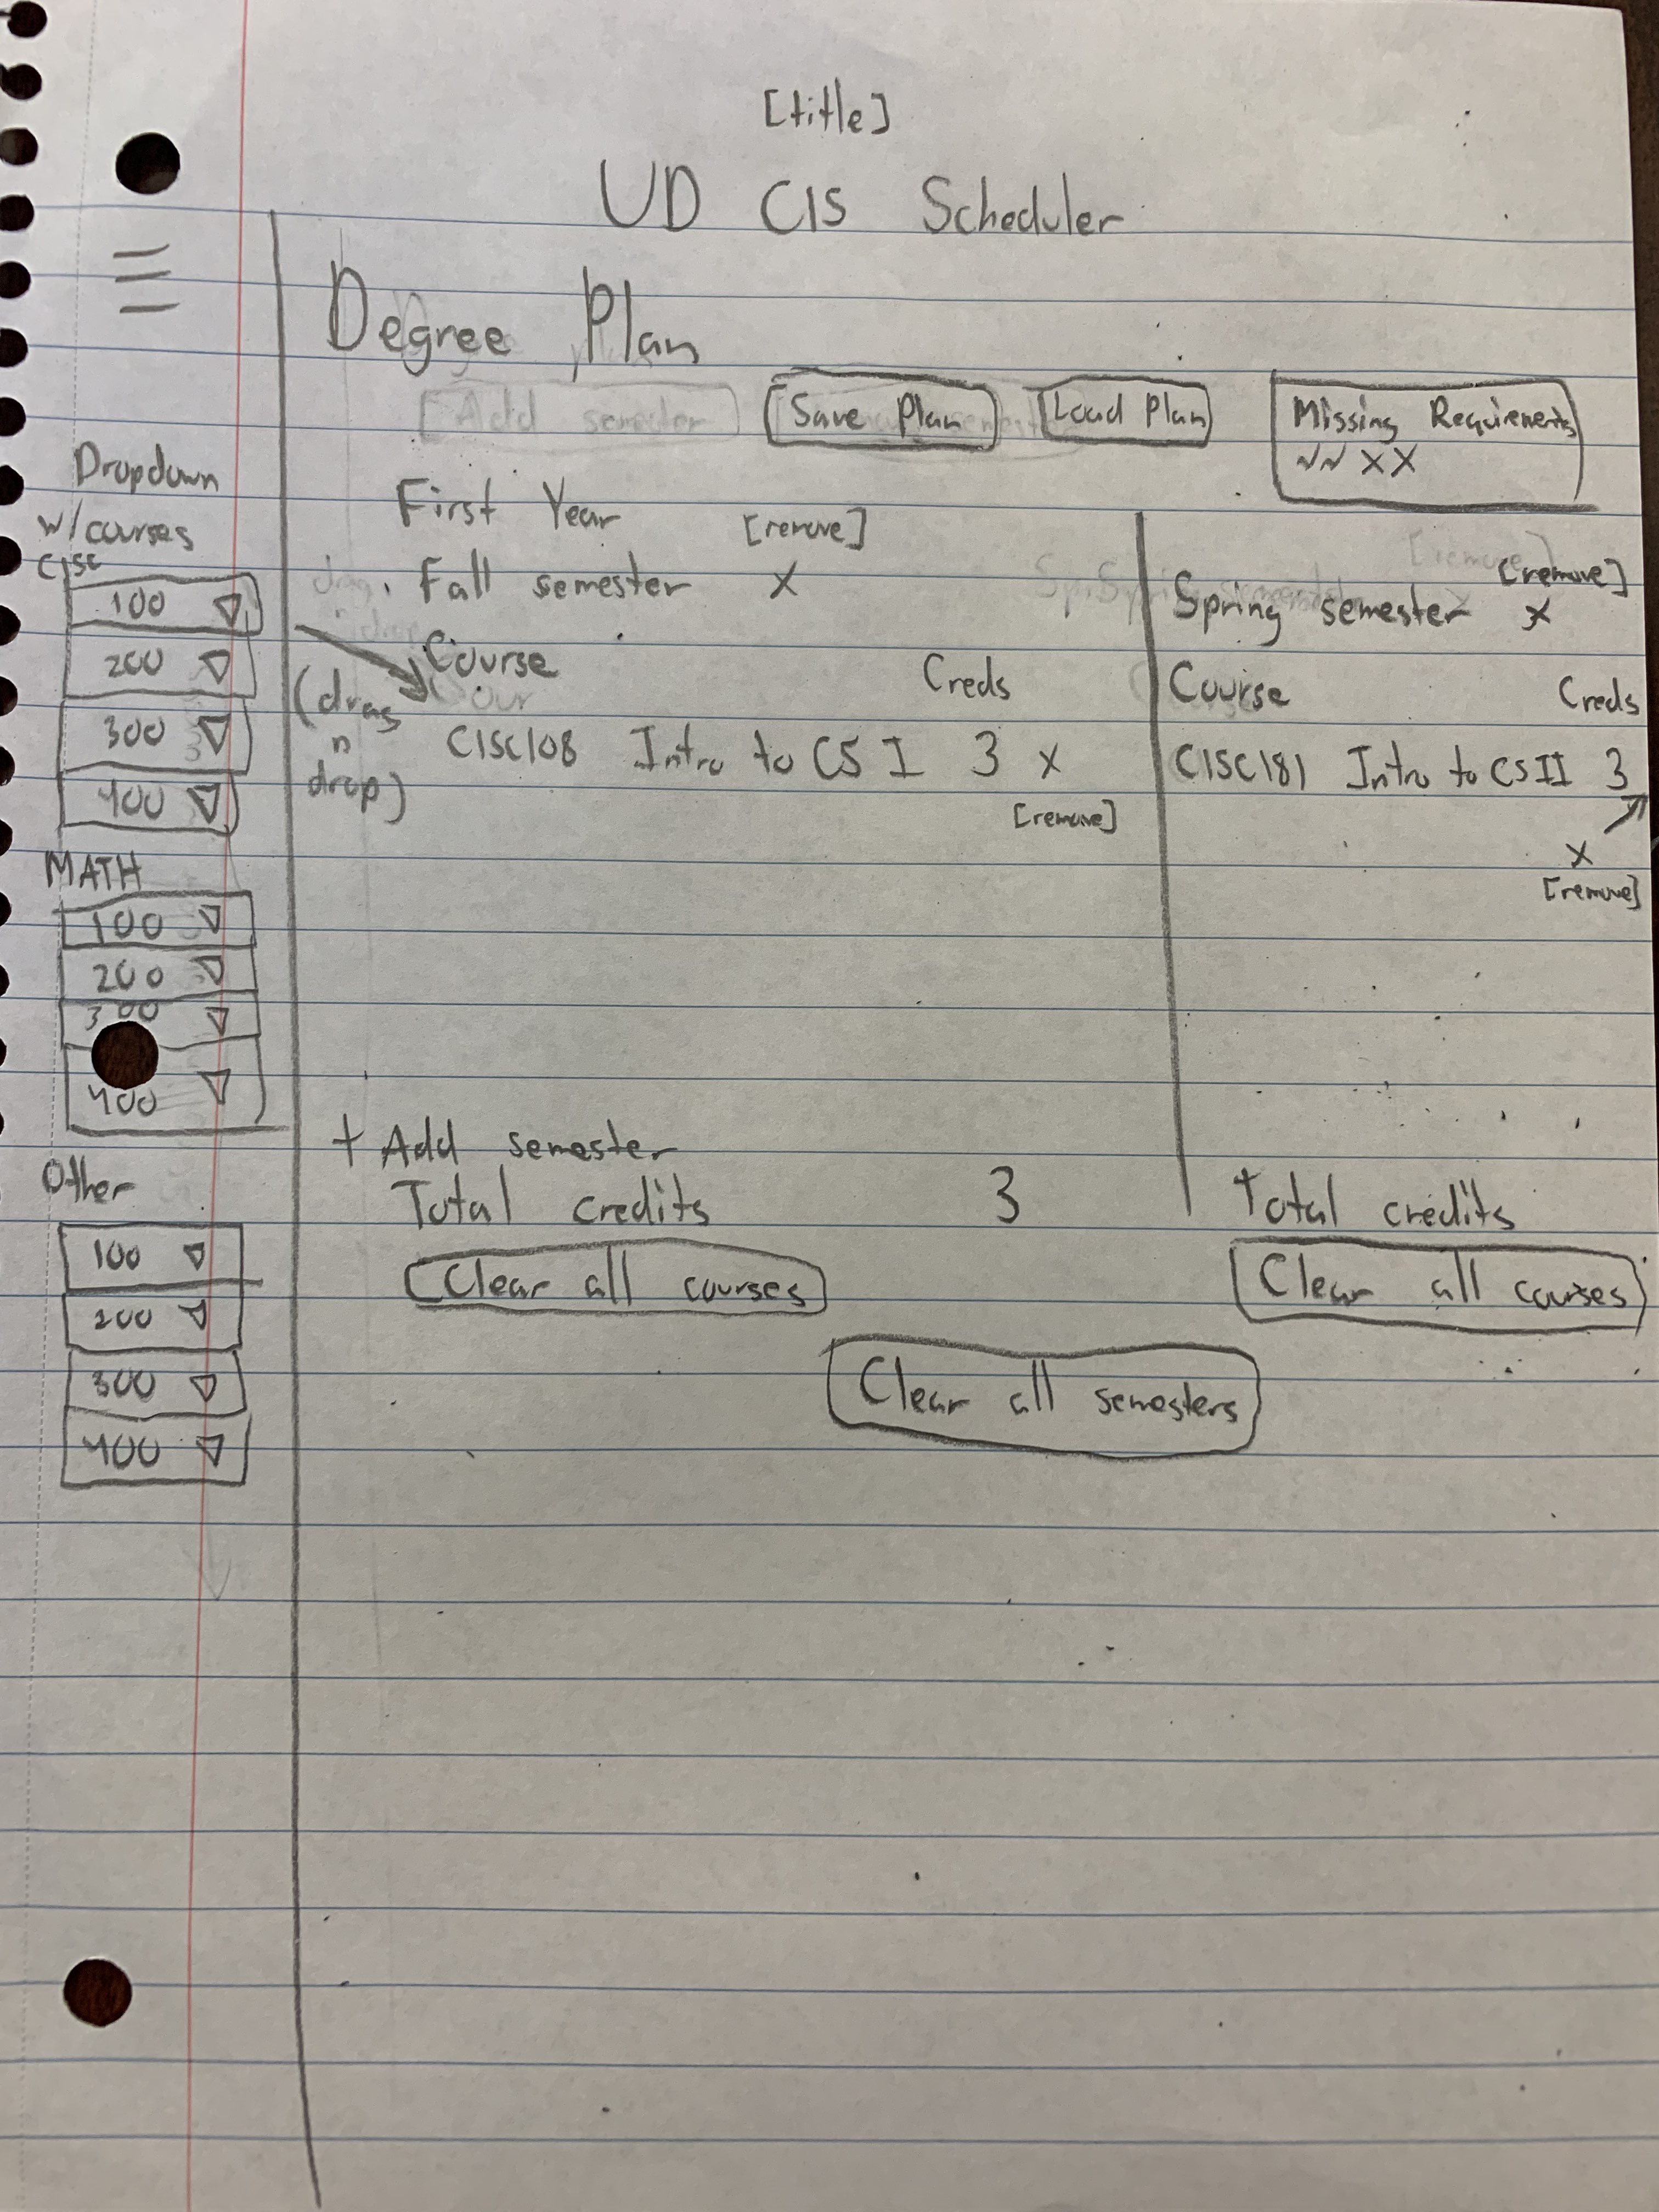 [title]
UD CIS Scheduler
Degree Plan
[Add semester] Save Plan Load Plan
Missing Requirements
✓✓ X X
Dropdown
w/courses
CISC
100 ▽
200 ▽
300 ▽
400 ▽
MATH
100 ▽
200 ▽
300 ▽
400 ▽
Other
100 ▽
200 ▽
300 ▽
400 ▽
First Year [remove]
Fall semester X
(drag
n
drop)
Course Creds
CISC108 Intro to CS I 3 X
[remove]
[remove]
Spring semester X
Course Creds
CISC181 Intro to CS II 3
X
[remove]
+ Add semester
Total credits 3
Clear all courses
Total credits
Clear all courses
Clear all semesters